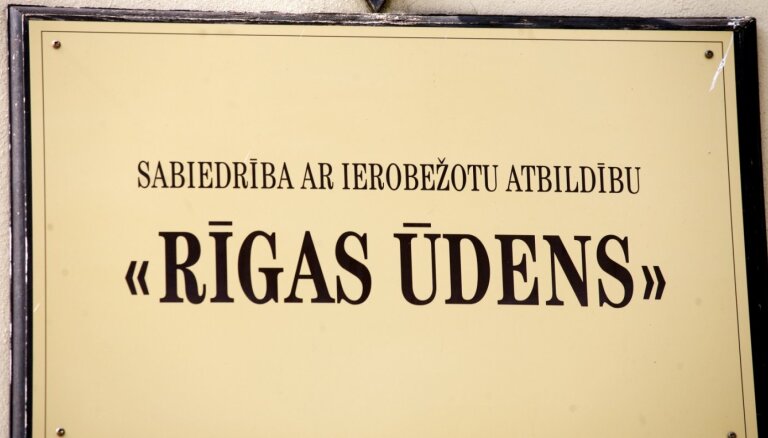 SABIEDRĪBA AR IEROBEŽOTU ATBILDĪBU
«RĪGAS ŪDENS»